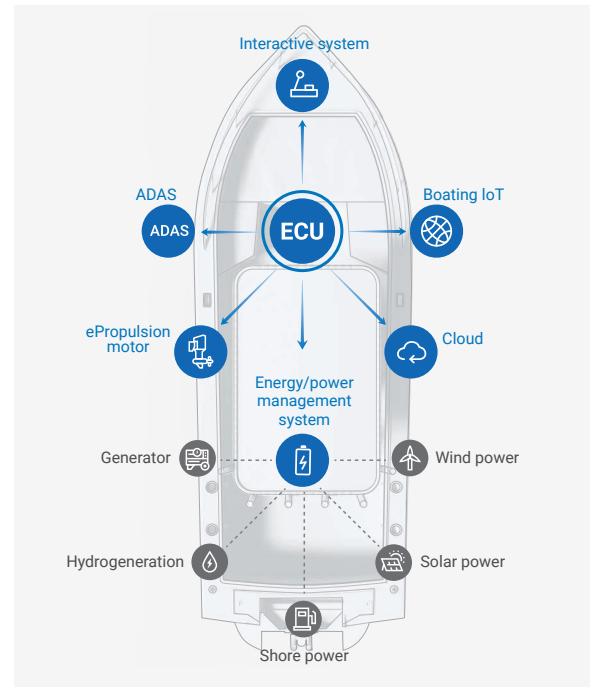 Interactive system
ADAS
Boating IoT
ADAS
ECU
ePropulsion
motor
Cloud
Energy/power
management
system
Generator
Wind power
Hydrogeneration
Solar power
Shore power